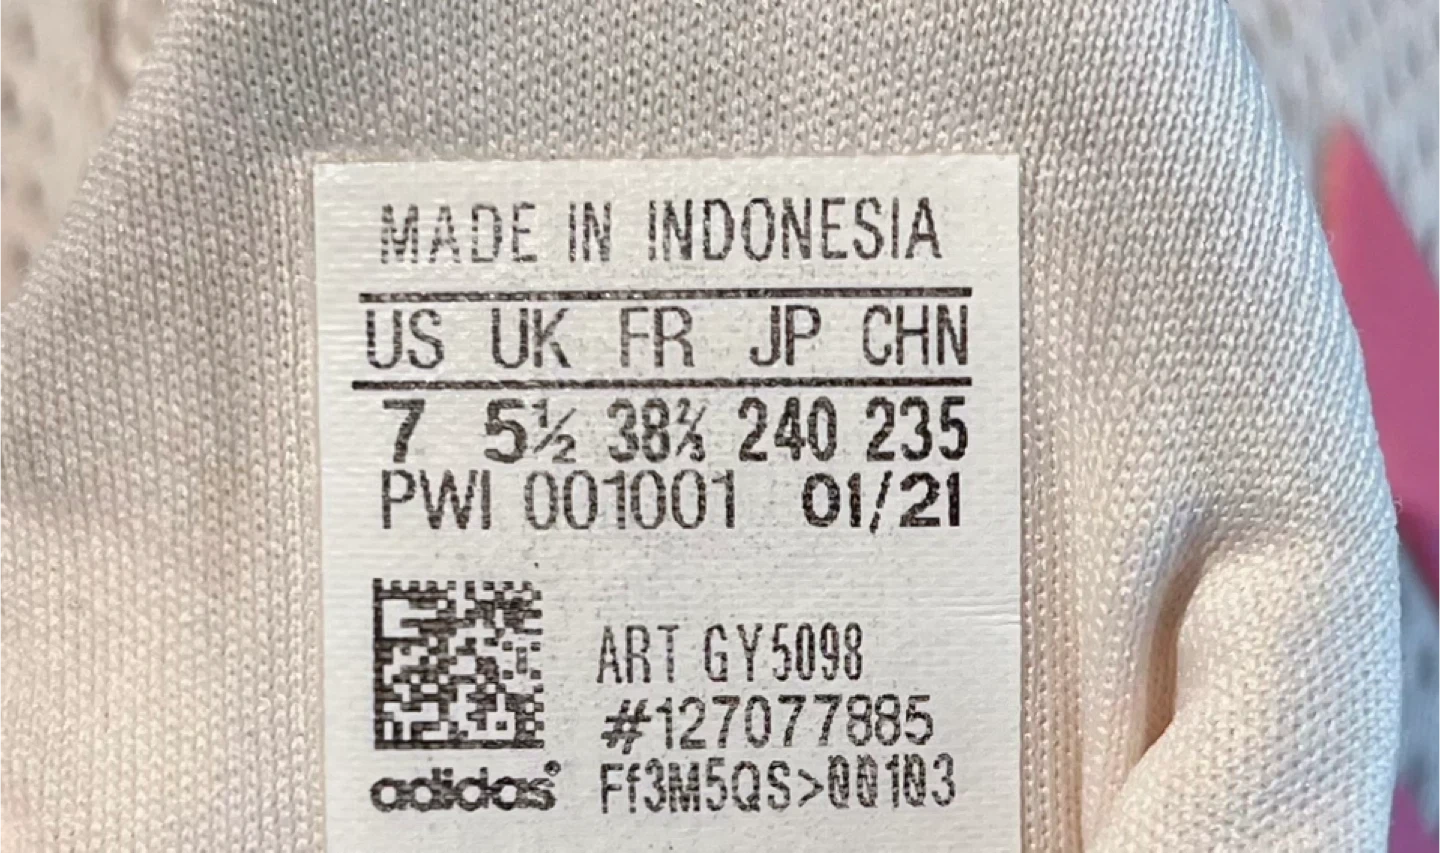 MADE IN INDONESIA
US UK FR JP CHN
7 5½ 38⅔ 240 235
PWI 001001 01/21
ART GY5098
#127077885
adidas® Ff3M5QS>00103